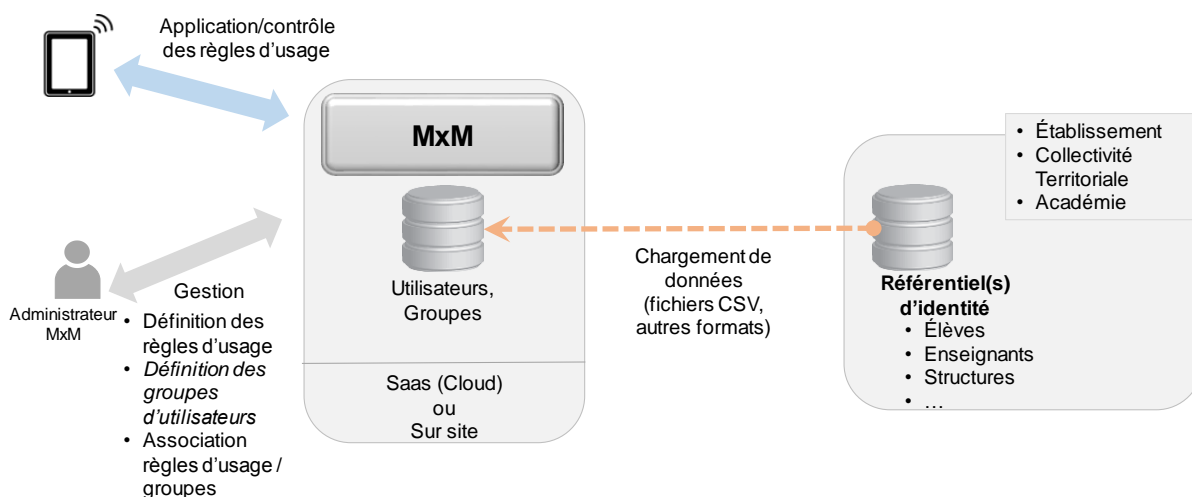 Application/contrôle
des règles d'usage
MxM
Utilisateurs,
Groupes
Saas (Cloud)
ou
Sur site
Administrateur
MxM
Gestion
• Définition des
règles d'usage
• Définition des
groupes
d'utilisateurs
• Association
règles d'usage /
groupes
Chargement de
données
(fichiers CSV,
autres formats)
• Établissement
• Collectivité
Territoriale
• Académie
Référentiel(s)
d'identité
• Élèves
• Enseignants
• Structures
• …